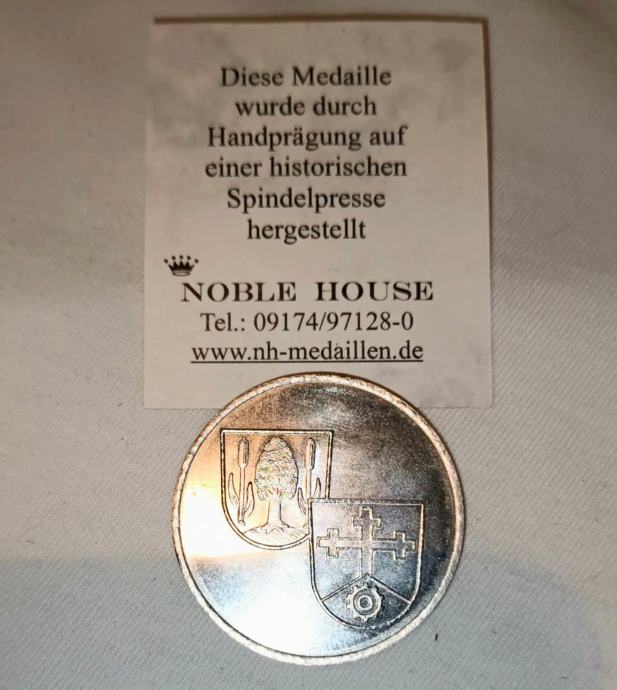 Diese Medaille
wurde durch
Handprägung auf
einer historischen
Spindelpresse
hergestellt
NOBLE HOUSE
Tel.: 09174/97128-0
www.nh-medaillen.de